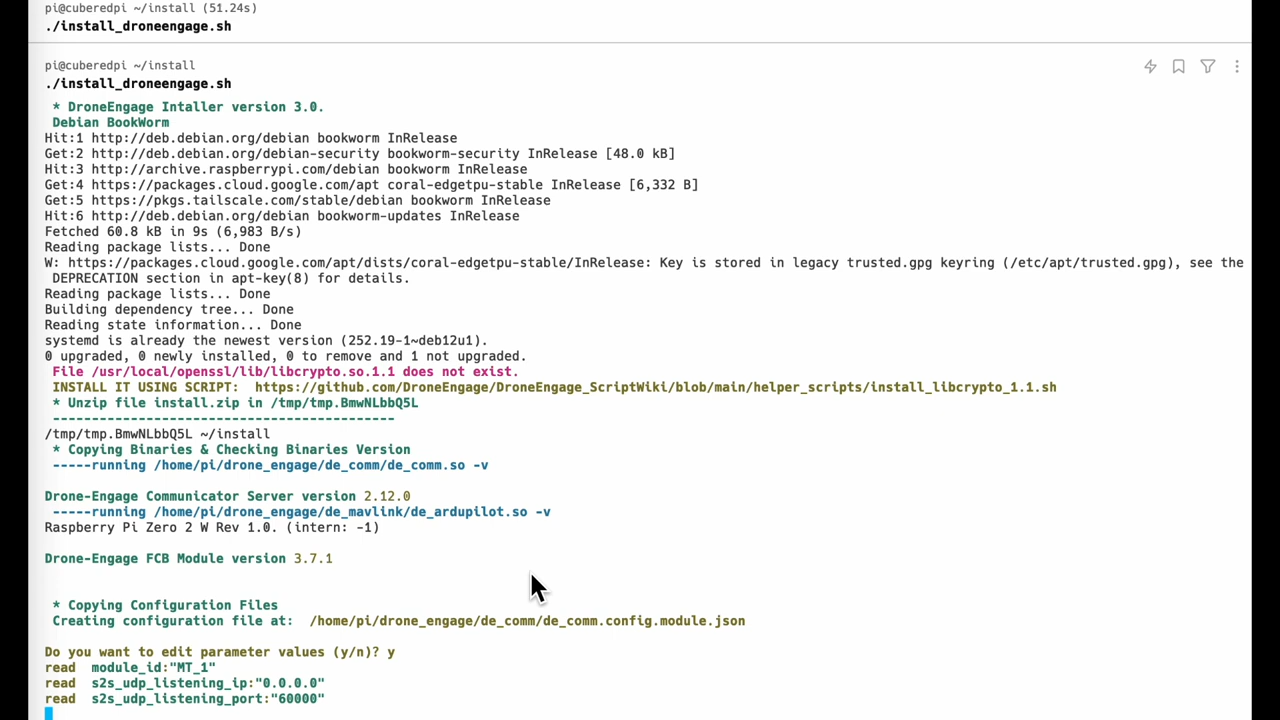 pi@cuberedpi ~/install (51.24s)
./install_droneengage.sh
pi@cuberedpi ~/install
./install_droneengage.sh
* DroneEngage Intaller version 3.0.
Debian BookWorm
Hit:1 http://deb.debian.org/debian bookworm InRelease
Get:2 http://deb.debian.org/debian-security bookworm-security InRelease [48.0 kB]
Hit:3 http://archive.raspberrypi.com/debian bookworm InRelease
Get:4 https://packages.cloud.google.com/apt coral-edgetpu-stable InRelease [6,332 B]
Get:5 https://pkgs.tailscale.com/stable/debian bookworm InRelease
Hit:6 http://deb.debian.org/debian bookworm-updates InRelease
Fetched 60.8 kB in 9s (6,983 B/s)
Reading package lists... Done
W: https://packages.cloud.google.com/apt/dists/coral-edgetpu-stable/InRelease: Key is stored in legacy trusted.gpg keyring (/etc/apt/trusted.gpg), see the
DEPRECATION section in apt-key(8) for details.
Reading package lists... Done
Building dependency tree... Done
Reading state information... Done
systemd is already the newest version (252.19-1~deb12u1).
0 upgraded, 0 newly installed, 0 to remove and 1 not upgraded.
File /usr/local/openssl/lib/libcrypto.so.1.1 does not exist.
INSTALL IT USING SCRIPT:  https://github.com/DroneEngage/DroneEngage_ScriptWiki/blob/main/helper_scripts/install_libcrypto_1.1.sh
* Unzip file install.zip in /tmp/tmp.BmwNLbbQ5L
--------------------------------------------
/tmp/tmp.BmwNLbbQ5L ~/install
* Copying Binaries & Checking Binaries Version
-----running /home/pi/drone_engage/de_comm/de_comm.so -v
Drone-Engage Communicator Server version 2.12.0
-----running /home/pi/drone_engage/de_mavlink/de_ardupilot.so -v
Raspberry Pi Zero 2 W Rev 1.0. (intern: -1)
Drone-Engage FCB Module version 3.7.1
* Copying Configuration Files
Creating configuration file at:  /home/pi/drone_engage/de_comm/de_comm.config.module.json
Do you want to edit parameter values (y/n)? y
read  module_id:"MT_1"
read  s2s_udp_listening_ip:"0.0.0.0"
read  s2s_udp_listening_port:"60000"